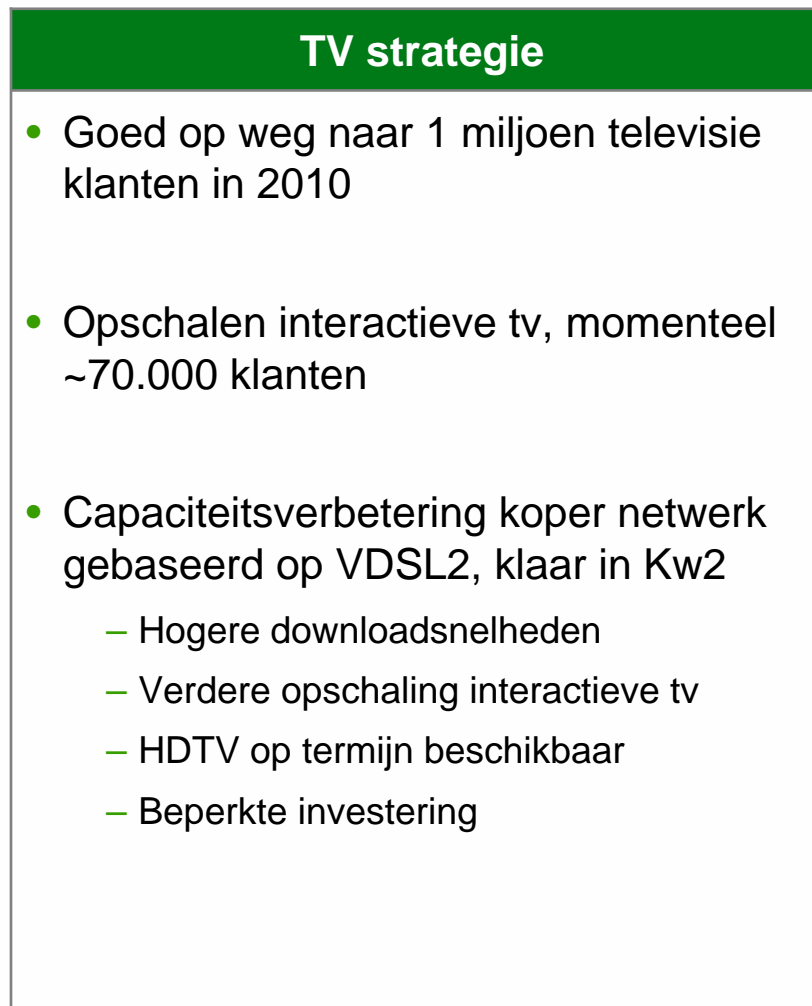 TV strategie
• Goed op weg naar 1 miljoen televisie
klanten in 2010
• Opschalen interactieve tv, momenteel
~70.000 klanten
• Capaciteitsverbetering koper netwerk
gebaseerd op VDSL2, klaar in Kw2
– Hogere downloadsnelheden
– Verdere opschaling interactieve tv
– HDTV op termijn beschikbaar
– Beperkte investering